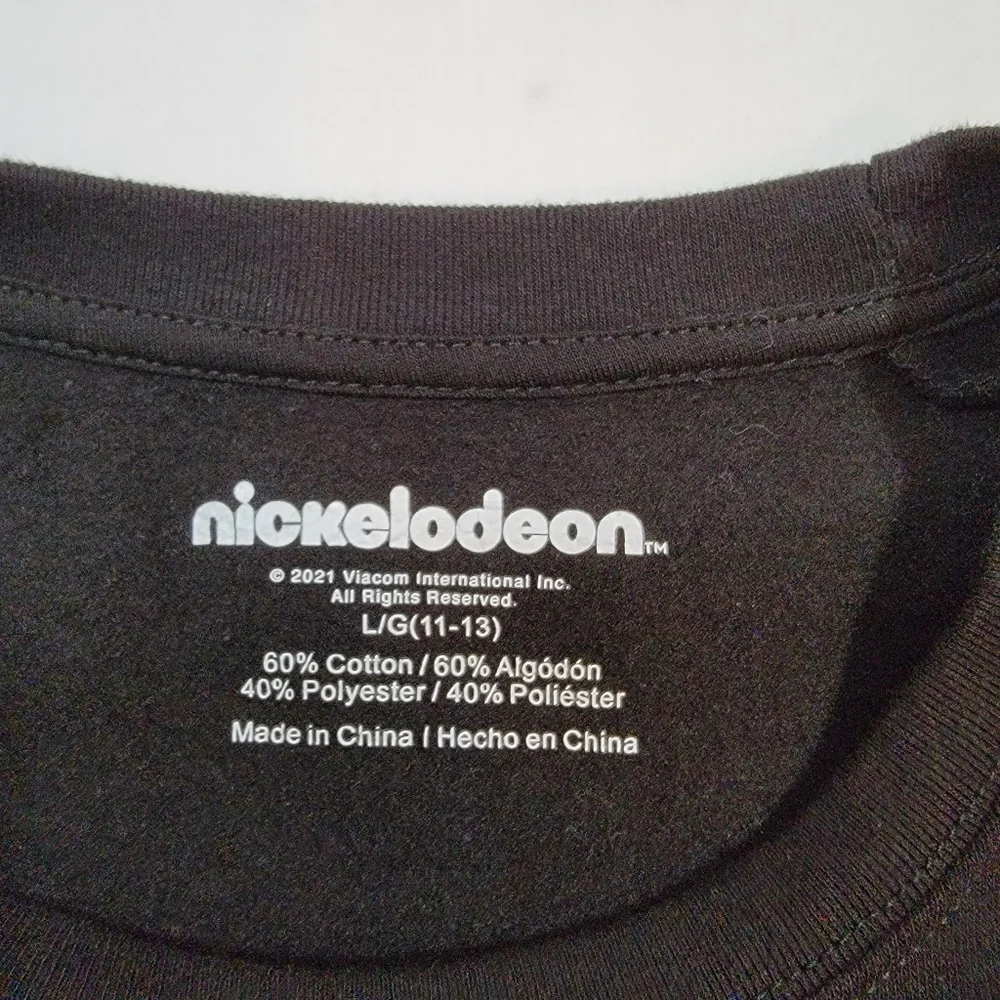 nickelodeon™
© 2021 Viacom International Inc.
All Rights Reserved.
L/G(11-13)
60% Cotton / 60% Algódón
40% Polyester / 40% Poliéster
Made in China / Hecho en China